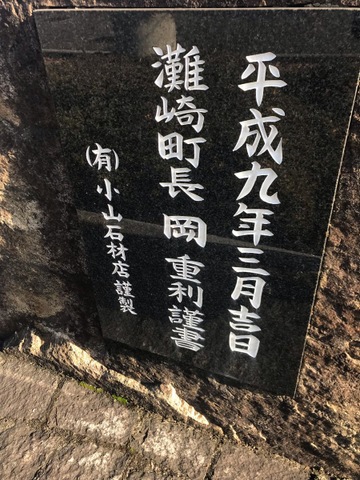 平成九年三月吉日
灘崎町長 岡 重利謹書
(有)小山石材店謹製